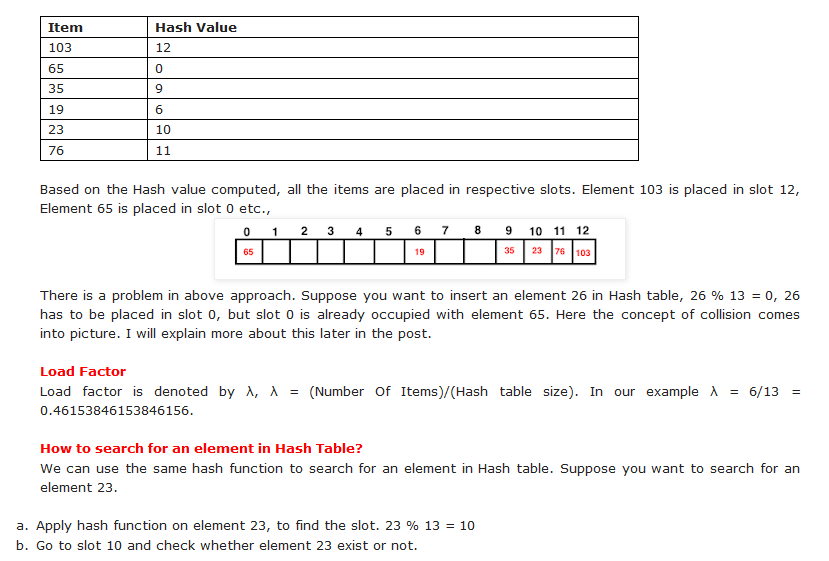 Item Hash Value
103 12
65 0
35 9
19 6
23 10
76 11
Based on the Hash value computed, all the items are placed in respective slots. Element 103 is placed in slot 12,
Element 65 is placed in slot 0 etc.,
0 1 2 3 4 5 6 7 8 9 10 11 12
65 19 35 23 76 103
There is a problem in above approach. Suppose you want to insert an element 26 in Hash table, 26 % 13 = 0, 26
has to be placed in slot 0, but slot 0 is already occupied with element 65. Here the concept of collision comes
into picture. I will explain more about this later in the post.
Load Factor
Load factor is denoted by λ, λ = (Number Of Items)/(Hash table size). In our example λ = 6/13 =
0.46153846153846156.
How to search for an element in Hash Table?
We can use the same hash function to search for an element in Hash table. Suppose you want to search for an
element 23.
a. Apply hash function on element 23, to find the slot. 23 % 13 = 10
b. Go to slot 10 and check whether element 23 exist or not.